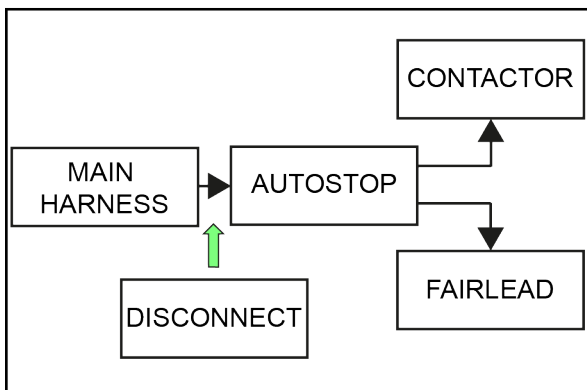 CONTACTOR
MAIN
HARNESS
AUTOSTOP
FAIRLEAD
DISCONNECT